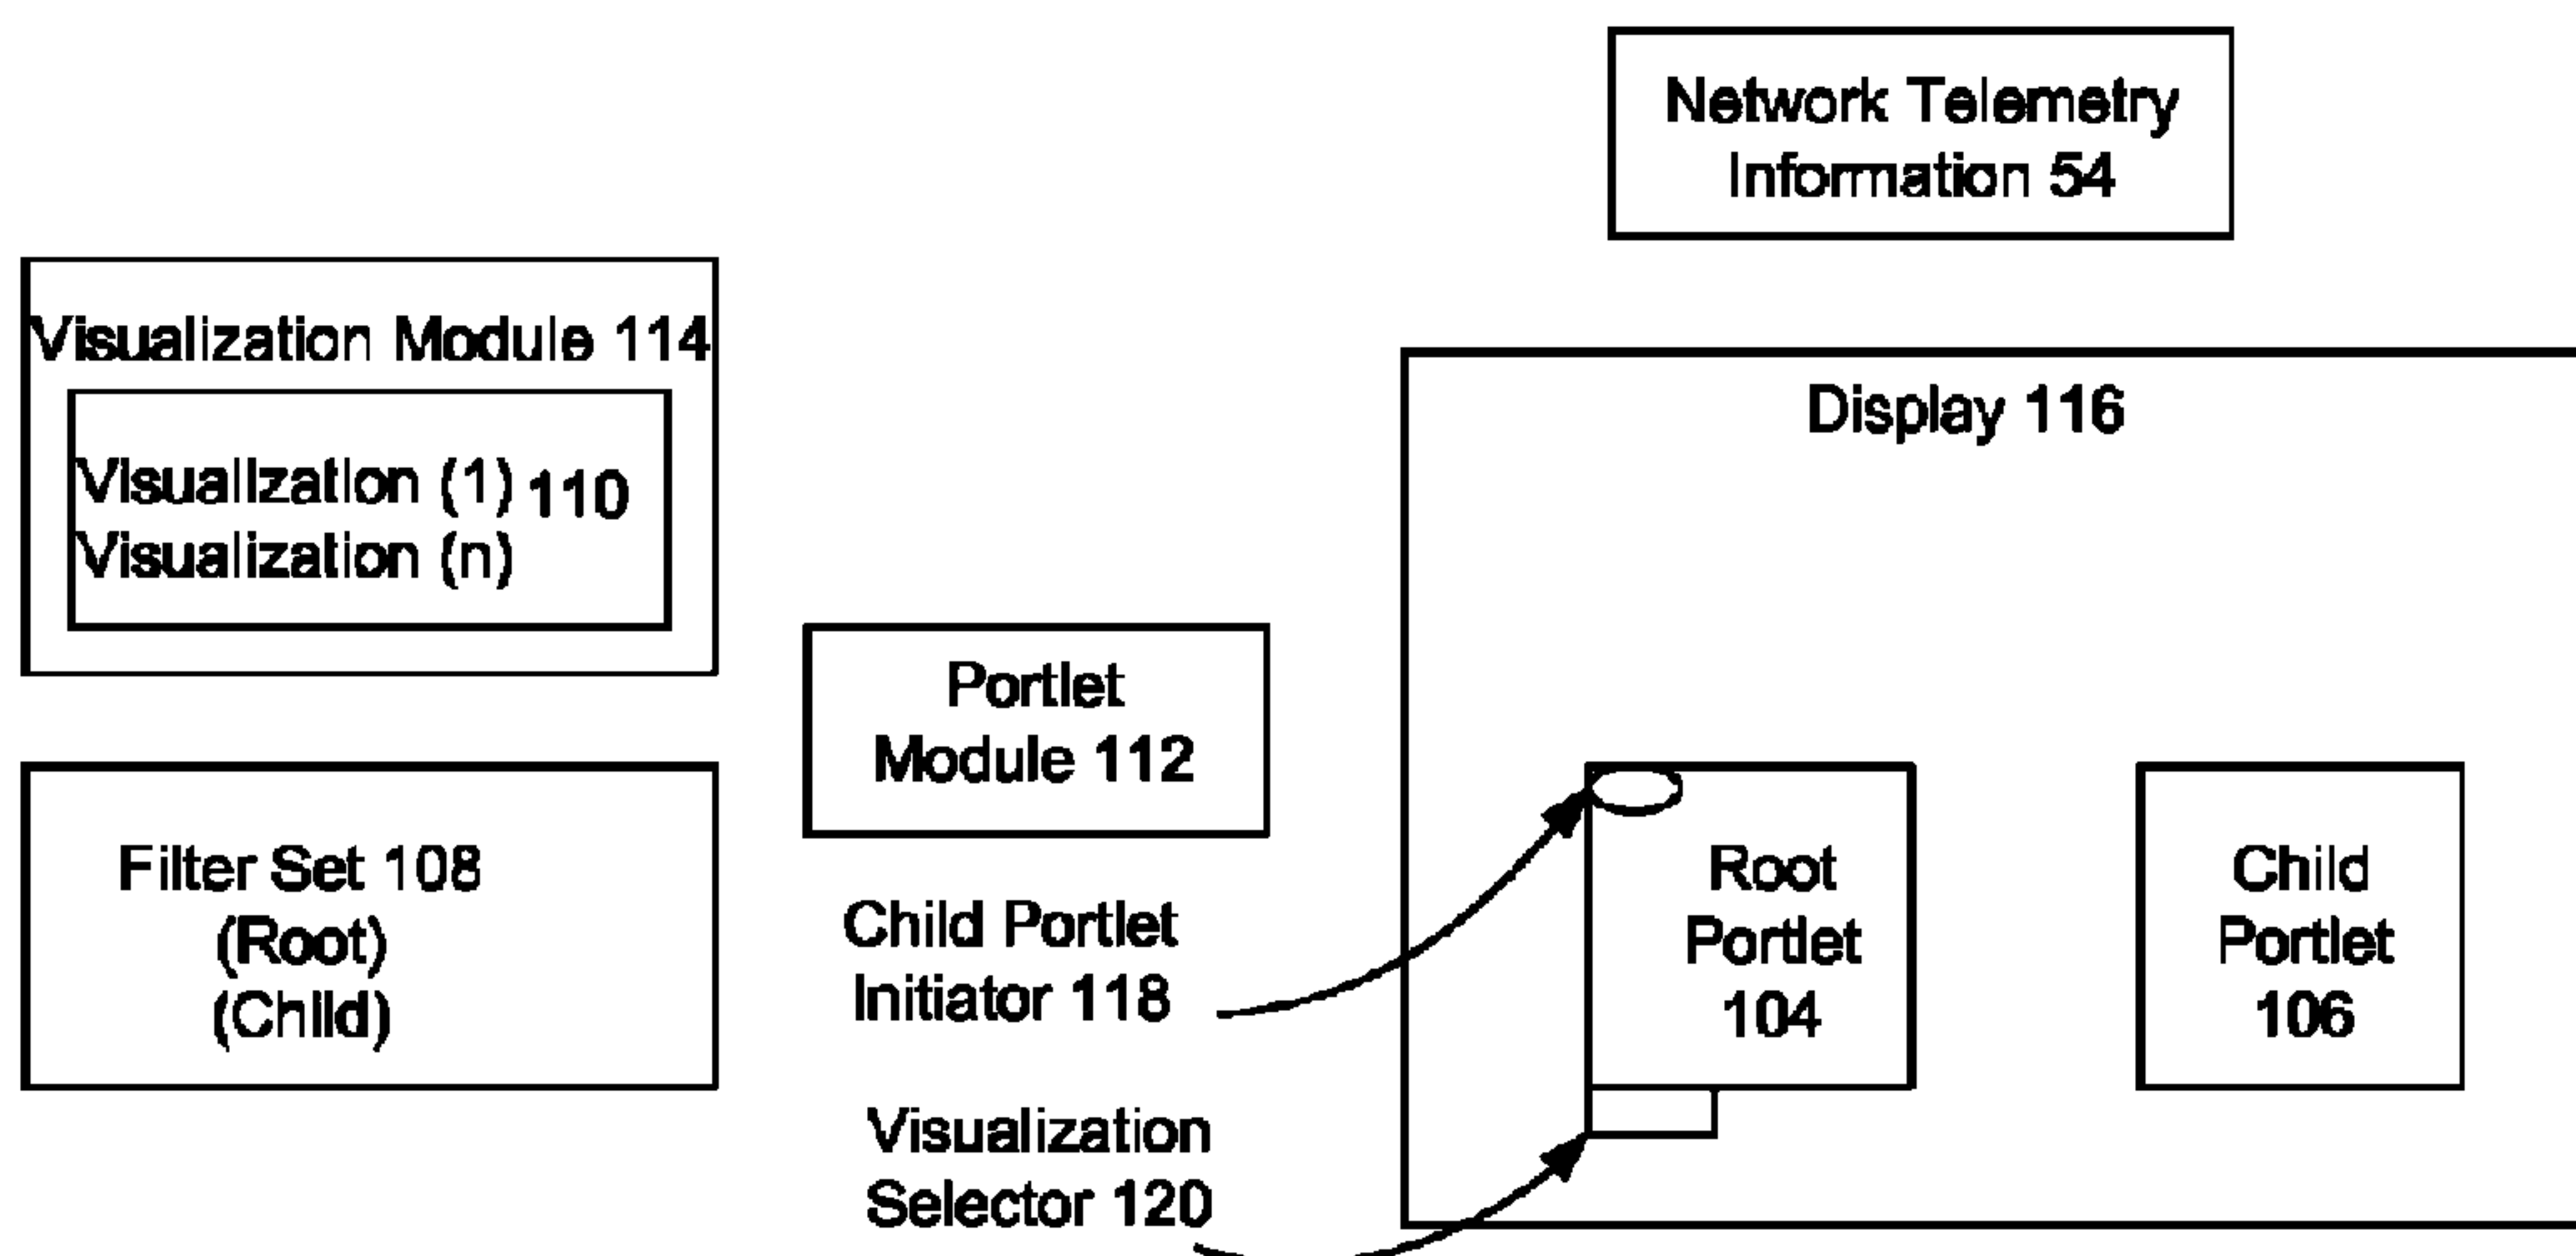 Network Telemetry
Information 54
Visualization Module 114
Visualization (1) 110
Visualization (n)
Display 116
Portlet
Module 112
Filter Set 108
(Root)
(Child)
Child Portlet
Initiator 118
Visualization
Selector 120
Root
Portlet
104
Child
Portlet
106